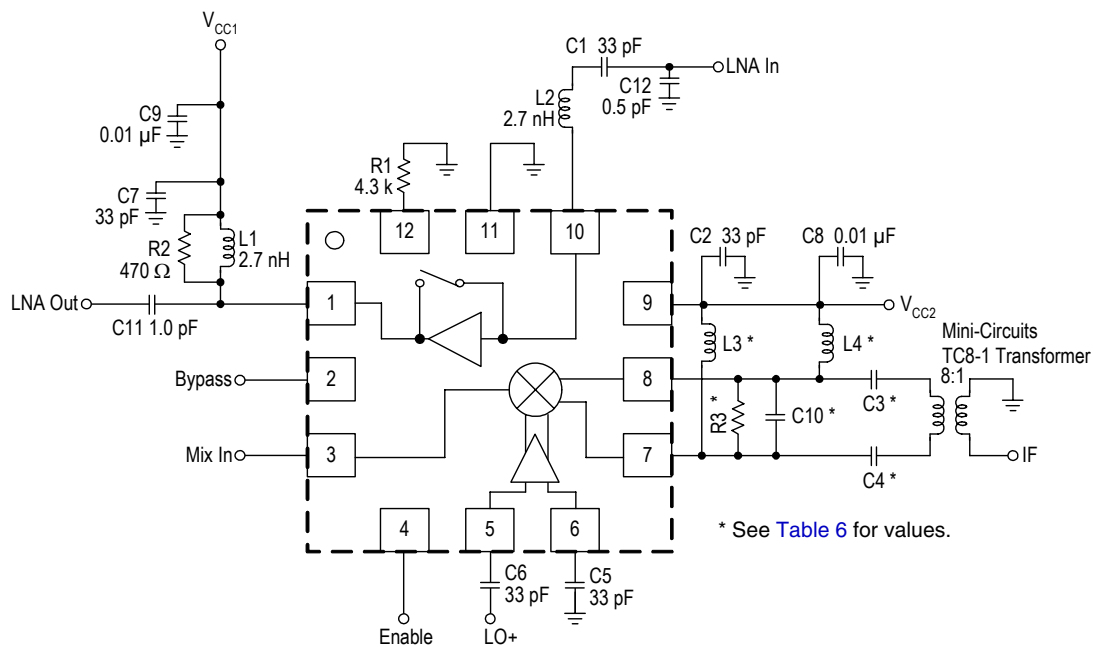 VCC1
C1 33 pF
LNA In
C12
0.5 pF
L2
2.7 nH
C9
0.01 µF
R1
4.3 k
C7
33 pF
R2
470 Ω
L1
2.7 nH
12
11
10
C2 33 pF
C8 0.01 µF
LNA Out
C11 1.0 pF
1
9
VCC2
L3 *
L4 *
Mini-Circuits
TC8-1 Transformer
8:1
Bypass
2
8
R3 *
C10 *
C3 *
Mix In
3
7
C4 *
IF
4
5
6
* See Table 6 for values.
C6
33 pF
C5
33 pF
Enable
LO+